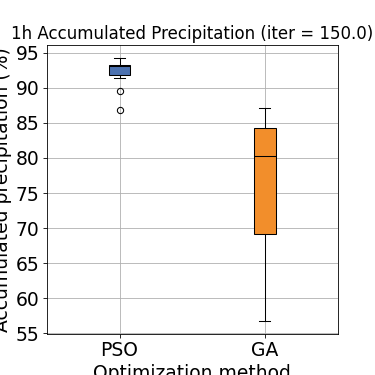 1h Accumulated Precipitation (iter = 150.0)
Accumulated precipitation (%)
95
90
85
80
75
70
65
60
55
PSO
GA
Optimization method